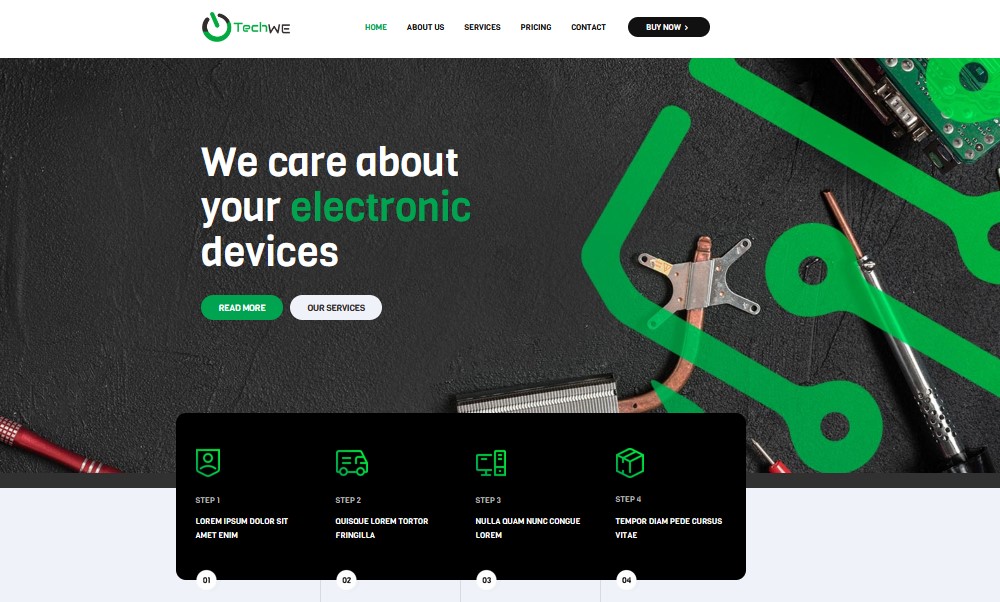 TechWE
HOME ABOUT US SERVICES PRICING CONTACT BUY NOW ›
We care about
your electronic
devices
READ MORE OUR SERVICES
STEP 1
LOREM IPSUM DOLOR SIT
AMET ENIM
01
STEP 2
QUISQUE LOREM TORTOR
FRINGILLA
02
STEP 3
NULLA QUAM NUNC CONGUE
LOREM
03
STEP 4
TEMPOR DIAM PEDE CURSUS
VITAE
04